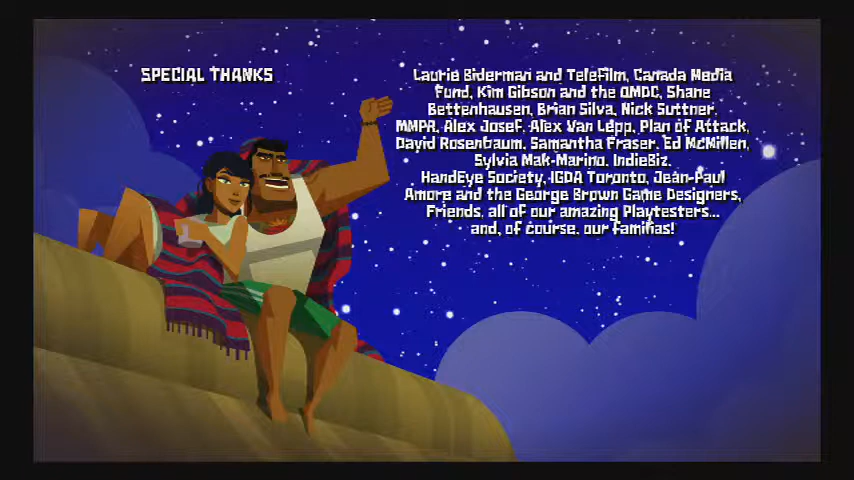 SPECIAL THANKS
Laurie Biderman and TeleFilm, Canada Media
Fund, Kim Gibson and the OMDC, Shane
Bettenhausen, Brian Silva, Nick Suttner,
MMPR, Alex Josef, Alex Van Lepp, Plan of Attack,
David Rosenbaum, Samantha Fraser, Ed McMillen,
Sylvia Mak-Marino, IndieBiz,
HandEye Society, IGDA Toronto, Jean-Paul
Amore and the George Brown Game Designers,
Friends, all of our amazing Playtesters...
and, of course, our familias!